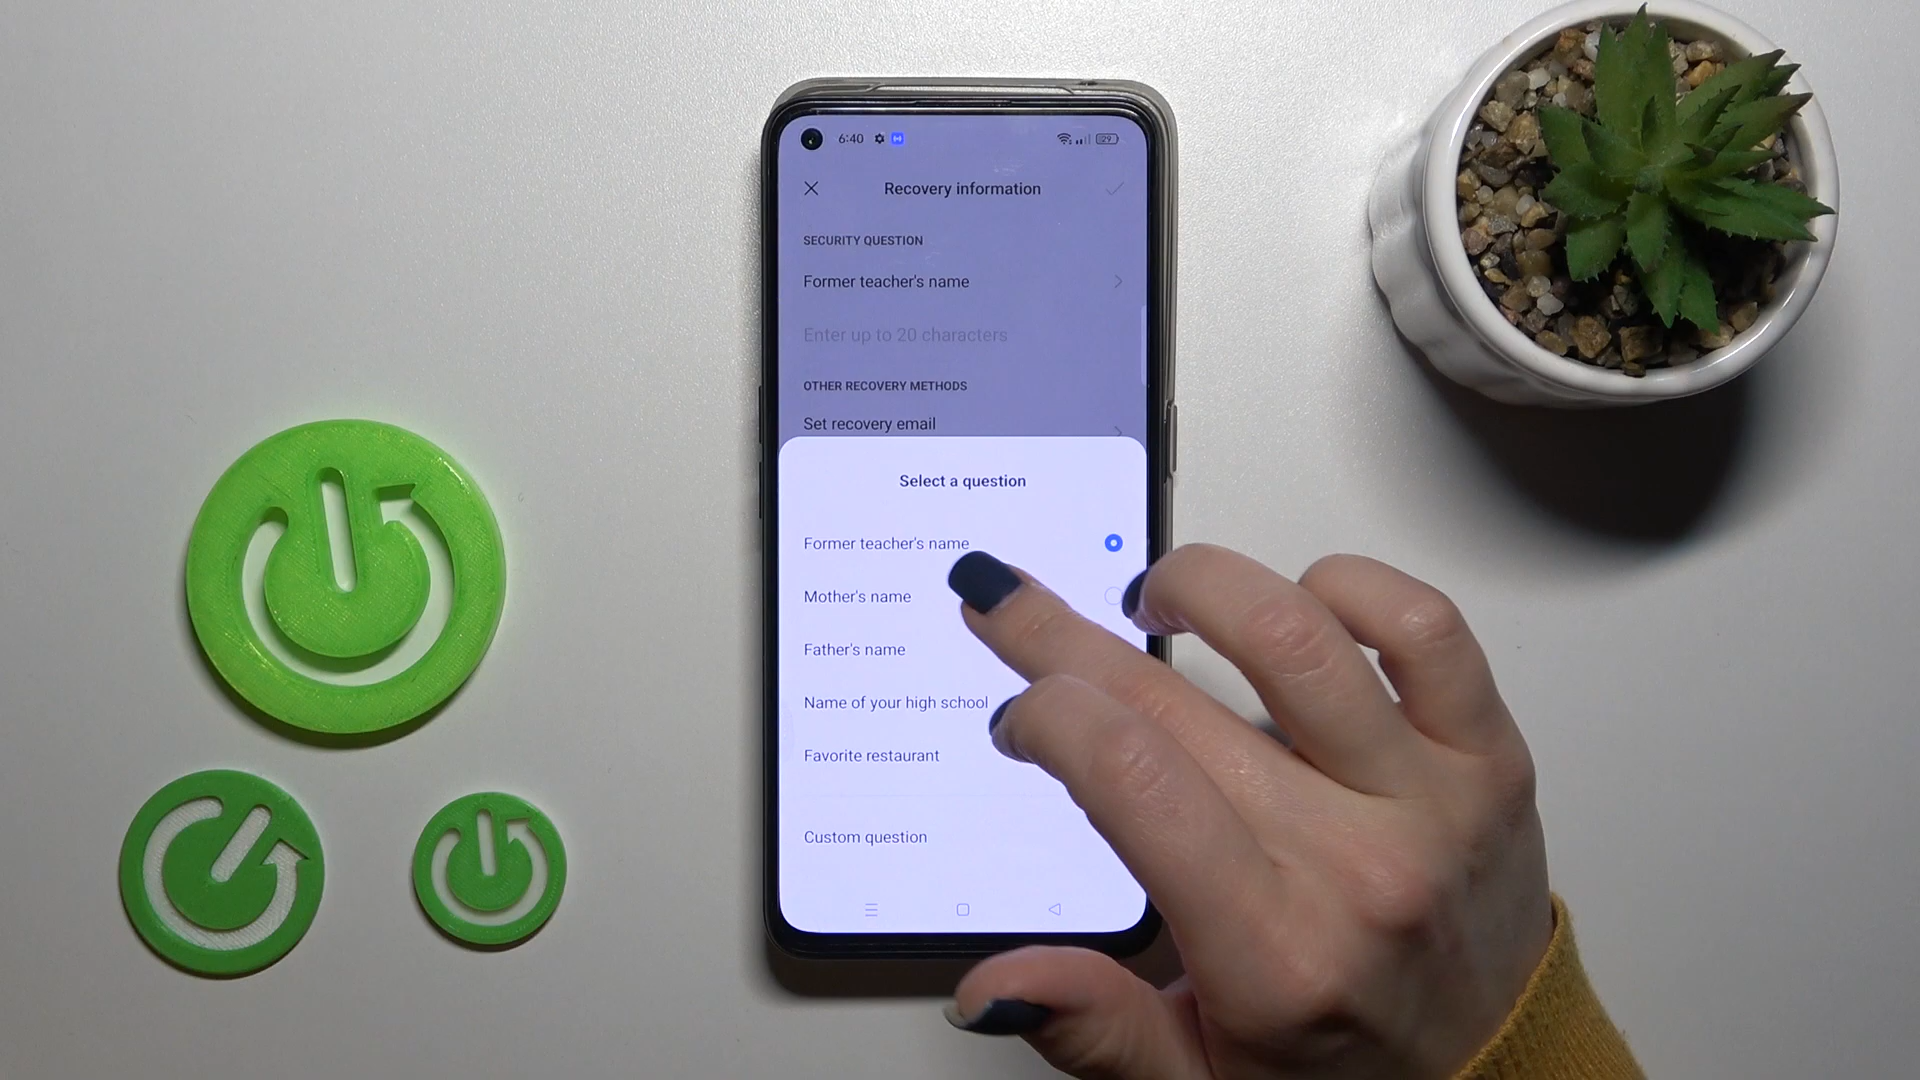 6:40
29
Recovery information
SECURITY QUESTION
Former teacher's name
Enter up to 20 characters
OTHER RECOVERY METHODS
Set recovery email
Select a question
Former teacher's name
Mother's name
Father's name
Name of your high school
Favorite restaurant
Custom question